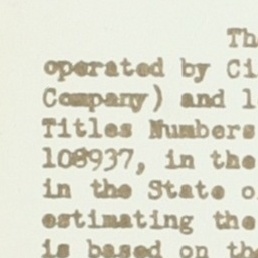 Th
operated by Ci
Company) and l
Titles Numbers
108937, in the
in the State o
estimating the
is based on the